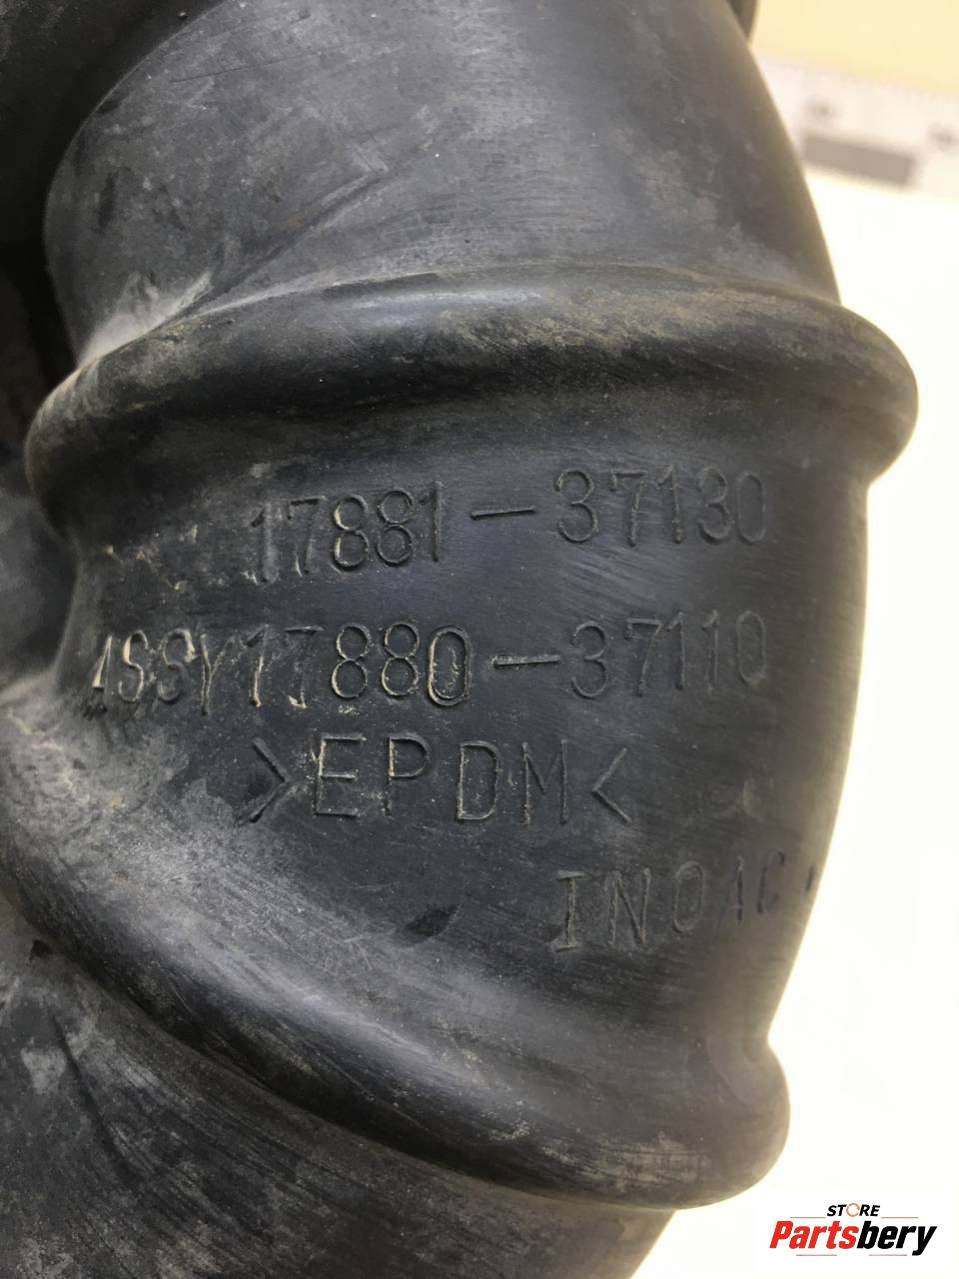 17881-37130
ASSY17880-37110
>EPDM<
INOAC
STORE
Partsbery